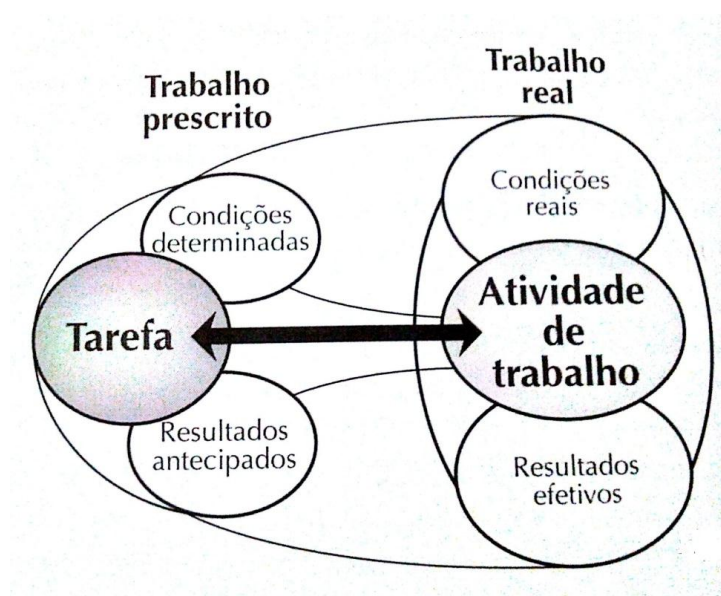 Trabalho
prescrito
Trabalho
real
Condições
determinadas
Condições
reais
Tarefa
Atividade
de
trabalho
Resultados
antecipados
Resultados
efetivos